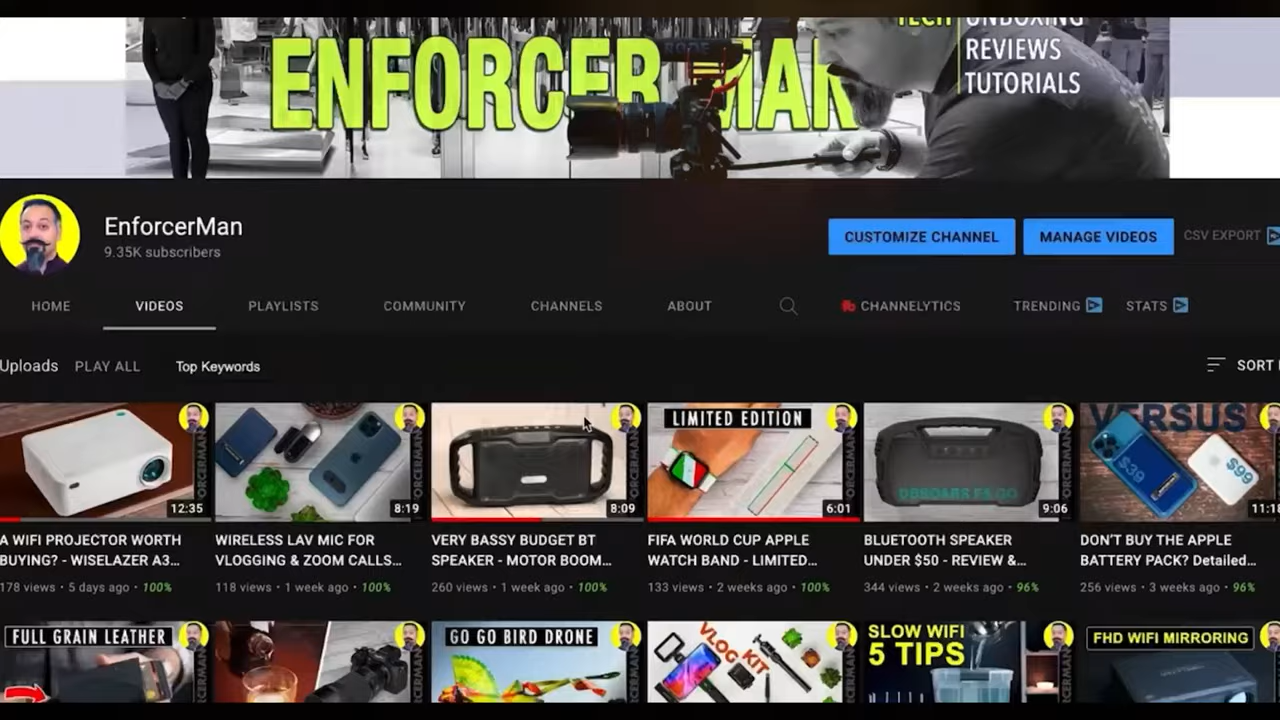 TECH
UNBOXING
REVIEWS
TUTORIALS
ENFORCER MAN
RODE
EnforcerMan
9.35K subscribers
CUSTOMIZE CHANNEL
MANAGE VIDEOS
CSV EXPORT
HOME
VIDEOS
PLAYLISTS
COMMUNITY
CHANNELS
ABOUT
CHANNELYTICS
TRENDING
STATS
Uploads
PLAY ALL
Top Keywords
SORT
12:35
8:19
8:09
LIMITED EDITION
6:01
9:06
VERSUS
$39
$99
11:18
A WIFI PROJECTOR WORTH
BUYING? - WISELAZER A3...
178 views • 5 days ago • 100%
WIRELESS LAV MIC FOR
VLOGGING & ZOOM CALLS...
118 views • 1 week ago • 100%
VERY BASSY BUDGET BT
SPEAKER - MOTOR BOOM...
260 views • 1 week ago • 100%
FIFA WORLD CUP APPLE
WATCH BAND - LIMITED...
133 views • 2 weeks ago • 100%
BLUETOOTH SPEAKER
UNDER $50 - REVIEW &...
344 views • 2 weeks ago • 96%
DON'T BUY THE APPLE
BATTERY PACK? Detailed...
256 views • 3 weeks ago • 96%
FULL GRAIN LEATHER
GO GO BIRD DRONE
VLOG KIT
SLOW WIFI
5 TIPS
FHD WIFI MIRRORING